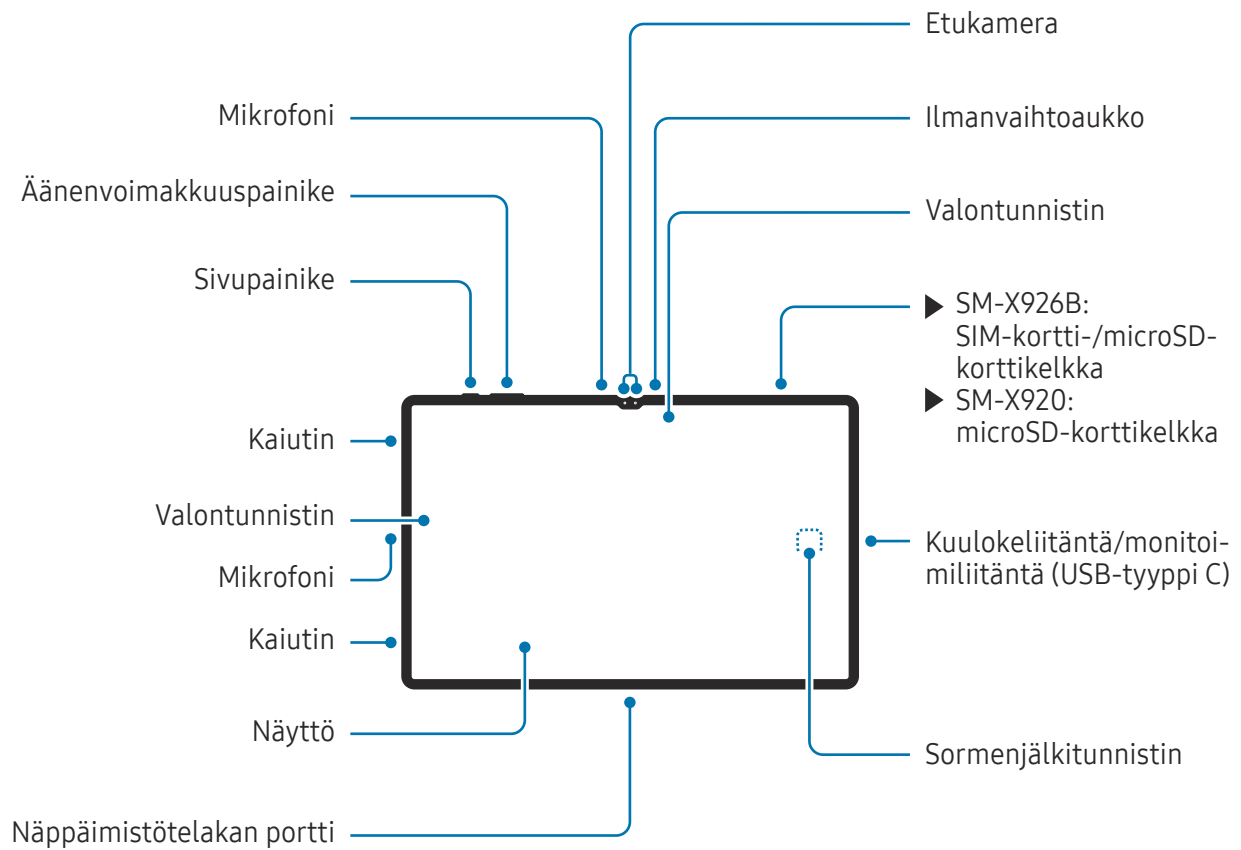 Etukamera
Mikrofoni
Ilmanvaihtoaukko
Äänenvoimakkuuspainike
Valontunnistin
Sivupainike
▶ SM-X926B:
SIM-kortti-/microSD-
korttikelkka
▶ SM-X920:
microSD-korttikelkka
Kaiutin
Valontunnistin
Mikrofoni
Kuulokeliitäntä/monitoi-
miliitäntä (USB-tyyppi C)
Kaiutin
Näyttö
Sormenjälkitunnistin
Näppäimistötelakan portti